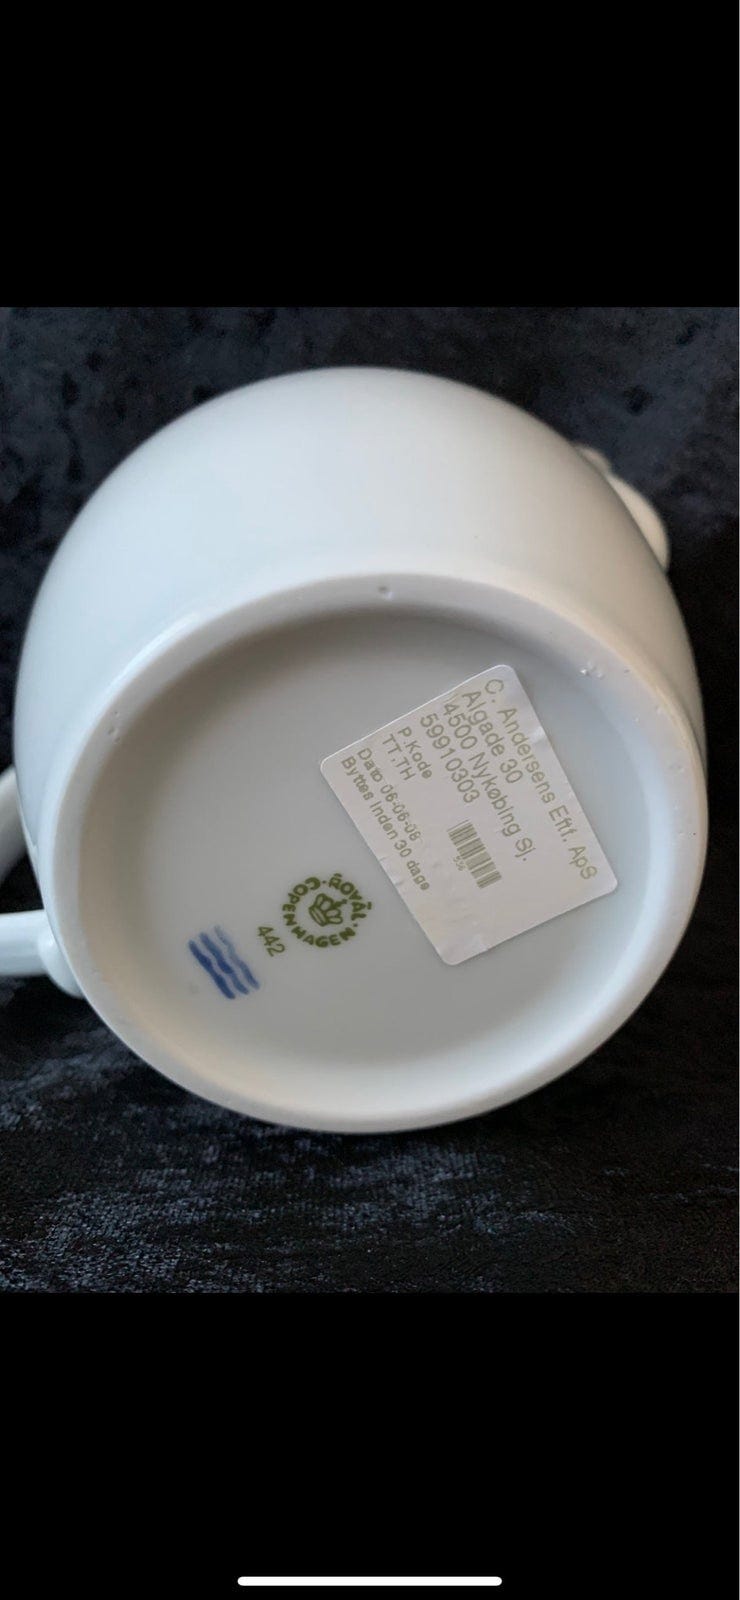 C. Andersens Eftf. ApS
Algade 30
4500 Nykøbing Sj.
59910303
P.Kode
TT.TH
Dato 06-06-08
Byttes Inden 30 dage
ROYAL
COPENHAGEN
442